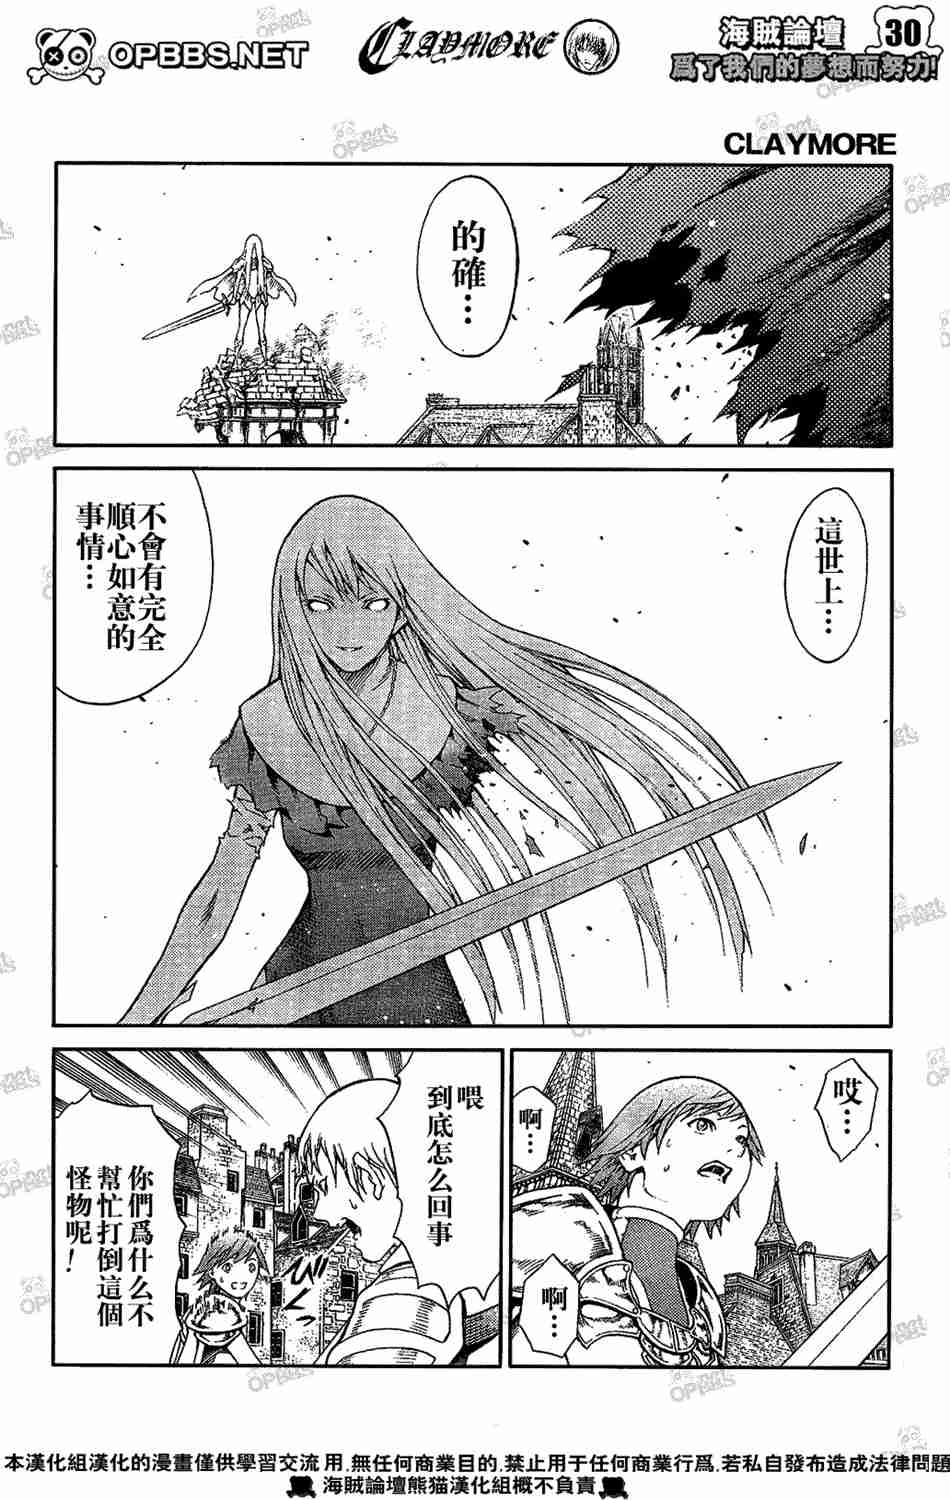 OPBBS.NET
CLAYMORE
海賊論壇
30
爲了我們的夢想而努力!
CLAYMORE
的
確
…
這世上…
不會有完全
順心如意的
事情…
哎…
啊…
啊…
喂
到底怎么回事
你們爲什么不
幫忙打倒這個
怪物呢!
本漢化組漢化的漫畫僅供學習交流用,無任何商業目的,禁止用于任何商業行爲,若私自發布造成法律問題
海賊論壇熊猫漢化組概不負責